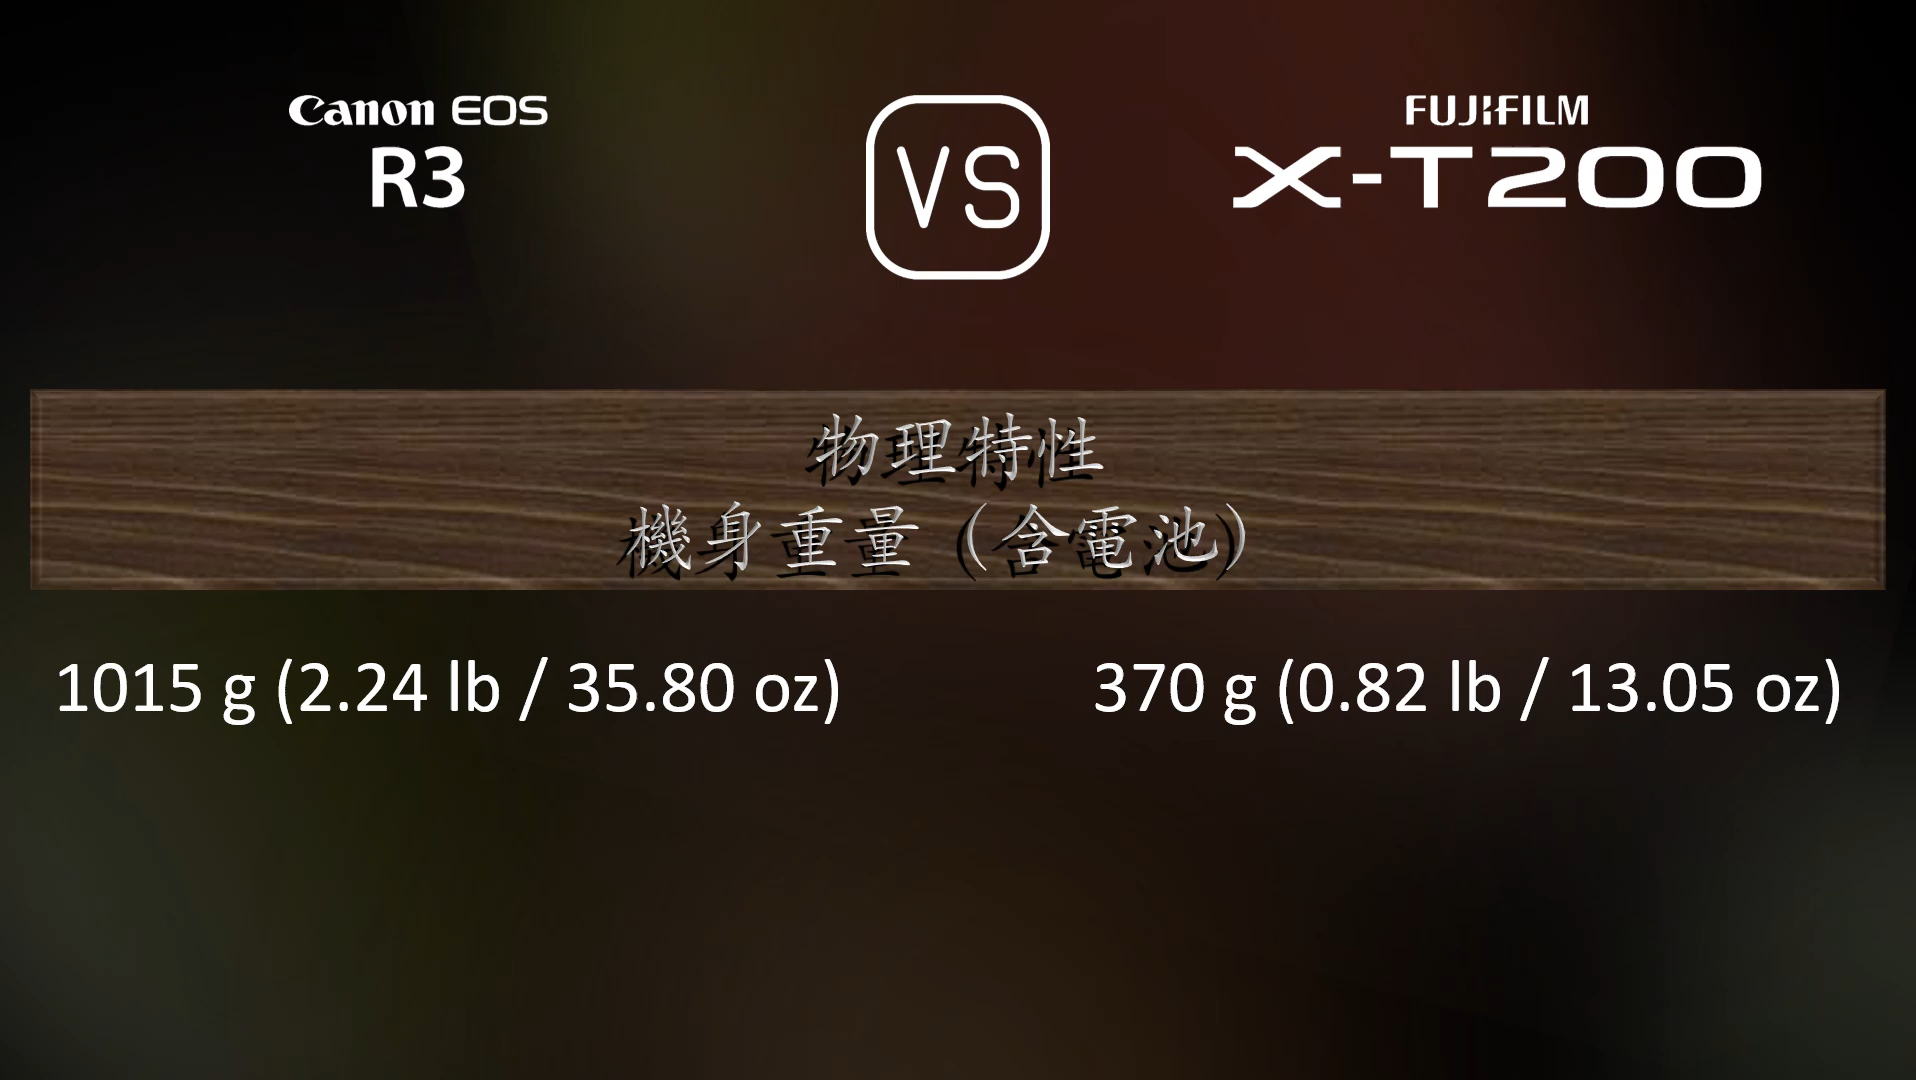 Canon EOS
R3
VS
FUJIFILM
X-T200
物理特性
機身重量（含電池）
1015 g (2.24 lb / 35.80 oz)
370 g (0.82 lb / 13.05 oz)